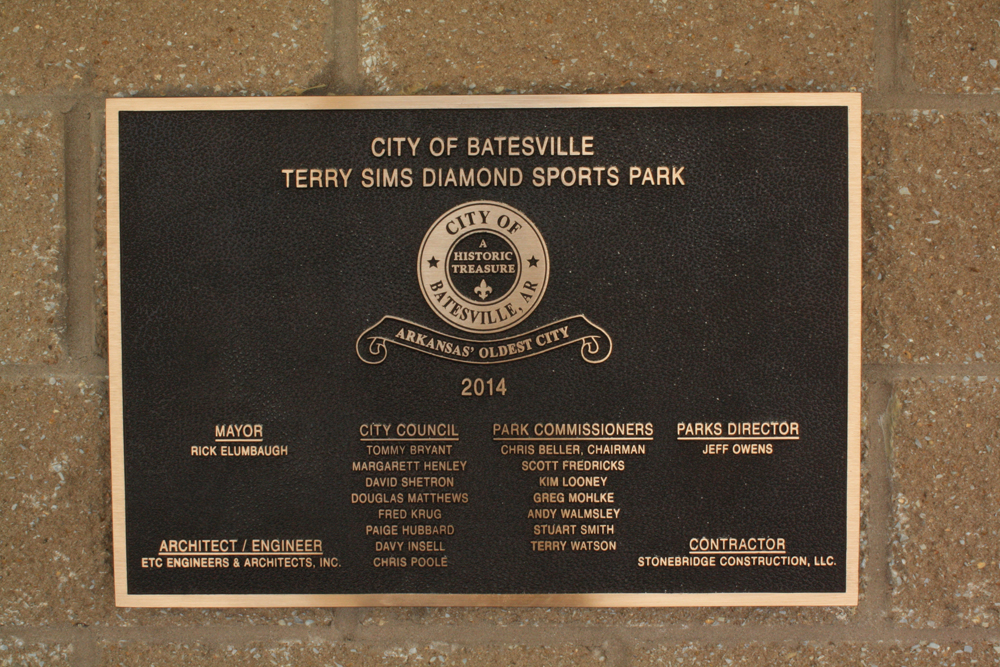 CITY OF BATESVILLE
TERRY SIMS DIAMOND SPORTS PARK
CITY OF
A
HISTORIC
TREASURE
BATESVILLE, AR
ARKANSAS' OLDEST CITY
2014
MAYOR
RICK ELUMBAUGH
CITY COUNCIL
TOMMY BRYANT
MARGARETT HENLEY
DAVID SHETRON
DOUGLAS MATTHEWS
FRED KRUG
PAIGE HUBBARD
DAVY INSELL
CHRIS POOLE
PARK COMMISSIONERS
CHRIS BELLER, CHAIRMAN
SCOTT FREDRICKS
KIM LOONEY
GREG MOHLKE
ANDY WALMSLEY
STUART SMITH
TERRY WATSON
PARKS DIRECTOR
JEFF OWENS
ARCHITECT / ENGINEER
ETC ENGINEERS & ARCHITECTS, INC.
CONTRACTOR
STONEBRIDGE CONSTRUCTION, LLC.